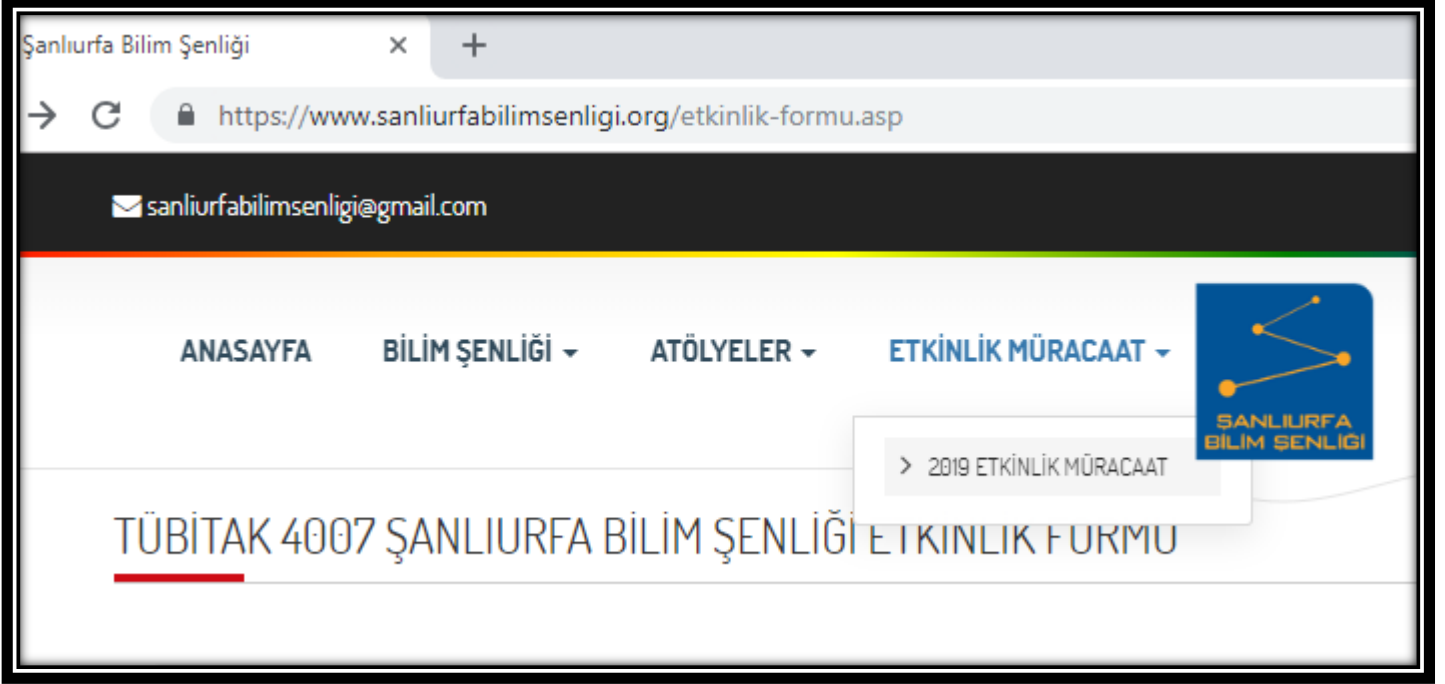 Şanlıurfa Bilim Şenliği
https://www.sanliurfabilimsenligi.org/etkinlik-formu.asp
sanliurfabilimsenligi@gmail.com
ANASAYFA BİLİM ŞENLİĞİ ATÖLYELER ETKİNLİK MÜRACAAT
ŞANLIURFA
BİLİM ŞENLİĞİ
2019 ETKİNLİK MÜRACAAT
TÜBİTAK 4007 ŞANLIURFA BİLİM ŞENLİĞİ ETKİNLİK FORMU